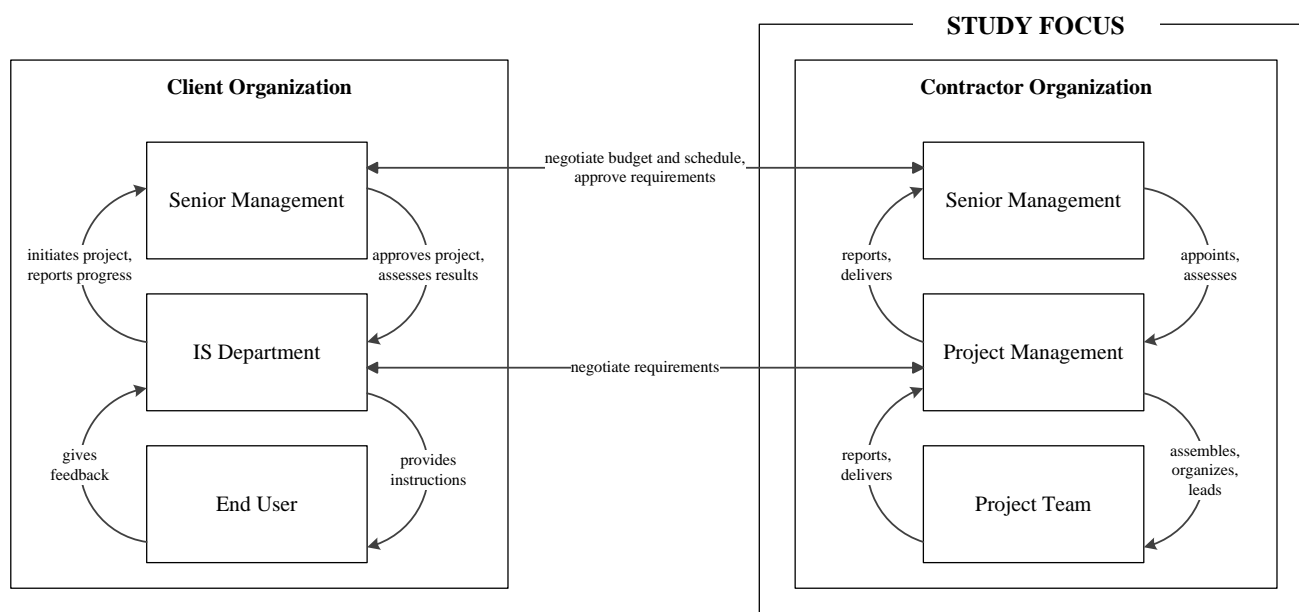 STUDY FOCUS
Client Organization
Contractor Organization
Senior Management
negotiate budget and schedule,
approve requirements
Senior Management
initiates project,
reports progress
approves project,
assesses results
reports,
delivers
appoints,
assesses
IS Department
negotiate requirements
Project Management
gives
feedback
provides
instructions
reports,
delivers
assembles,
organizes,
leads
End User
Project Team